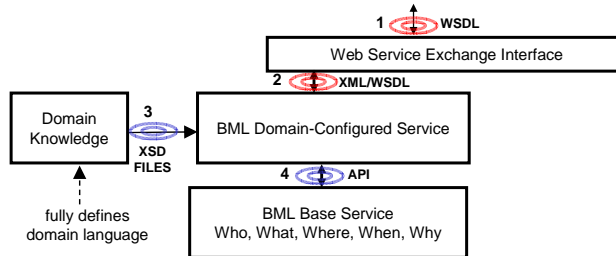 1 WSDL
Web Service Exchange Interface
2 XML/WSDL
Domain
Knowledge
3
XSD
FILES
BML Domain-Configured Service
4 API
fully defines
domain language
BML Base Service
Who, What, Where, When, Why